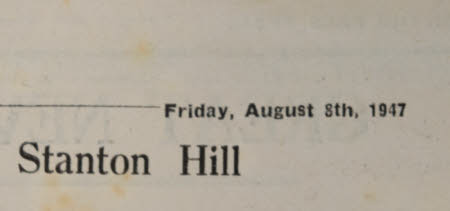 Friday, August 8th, 1947
Stanton Hill